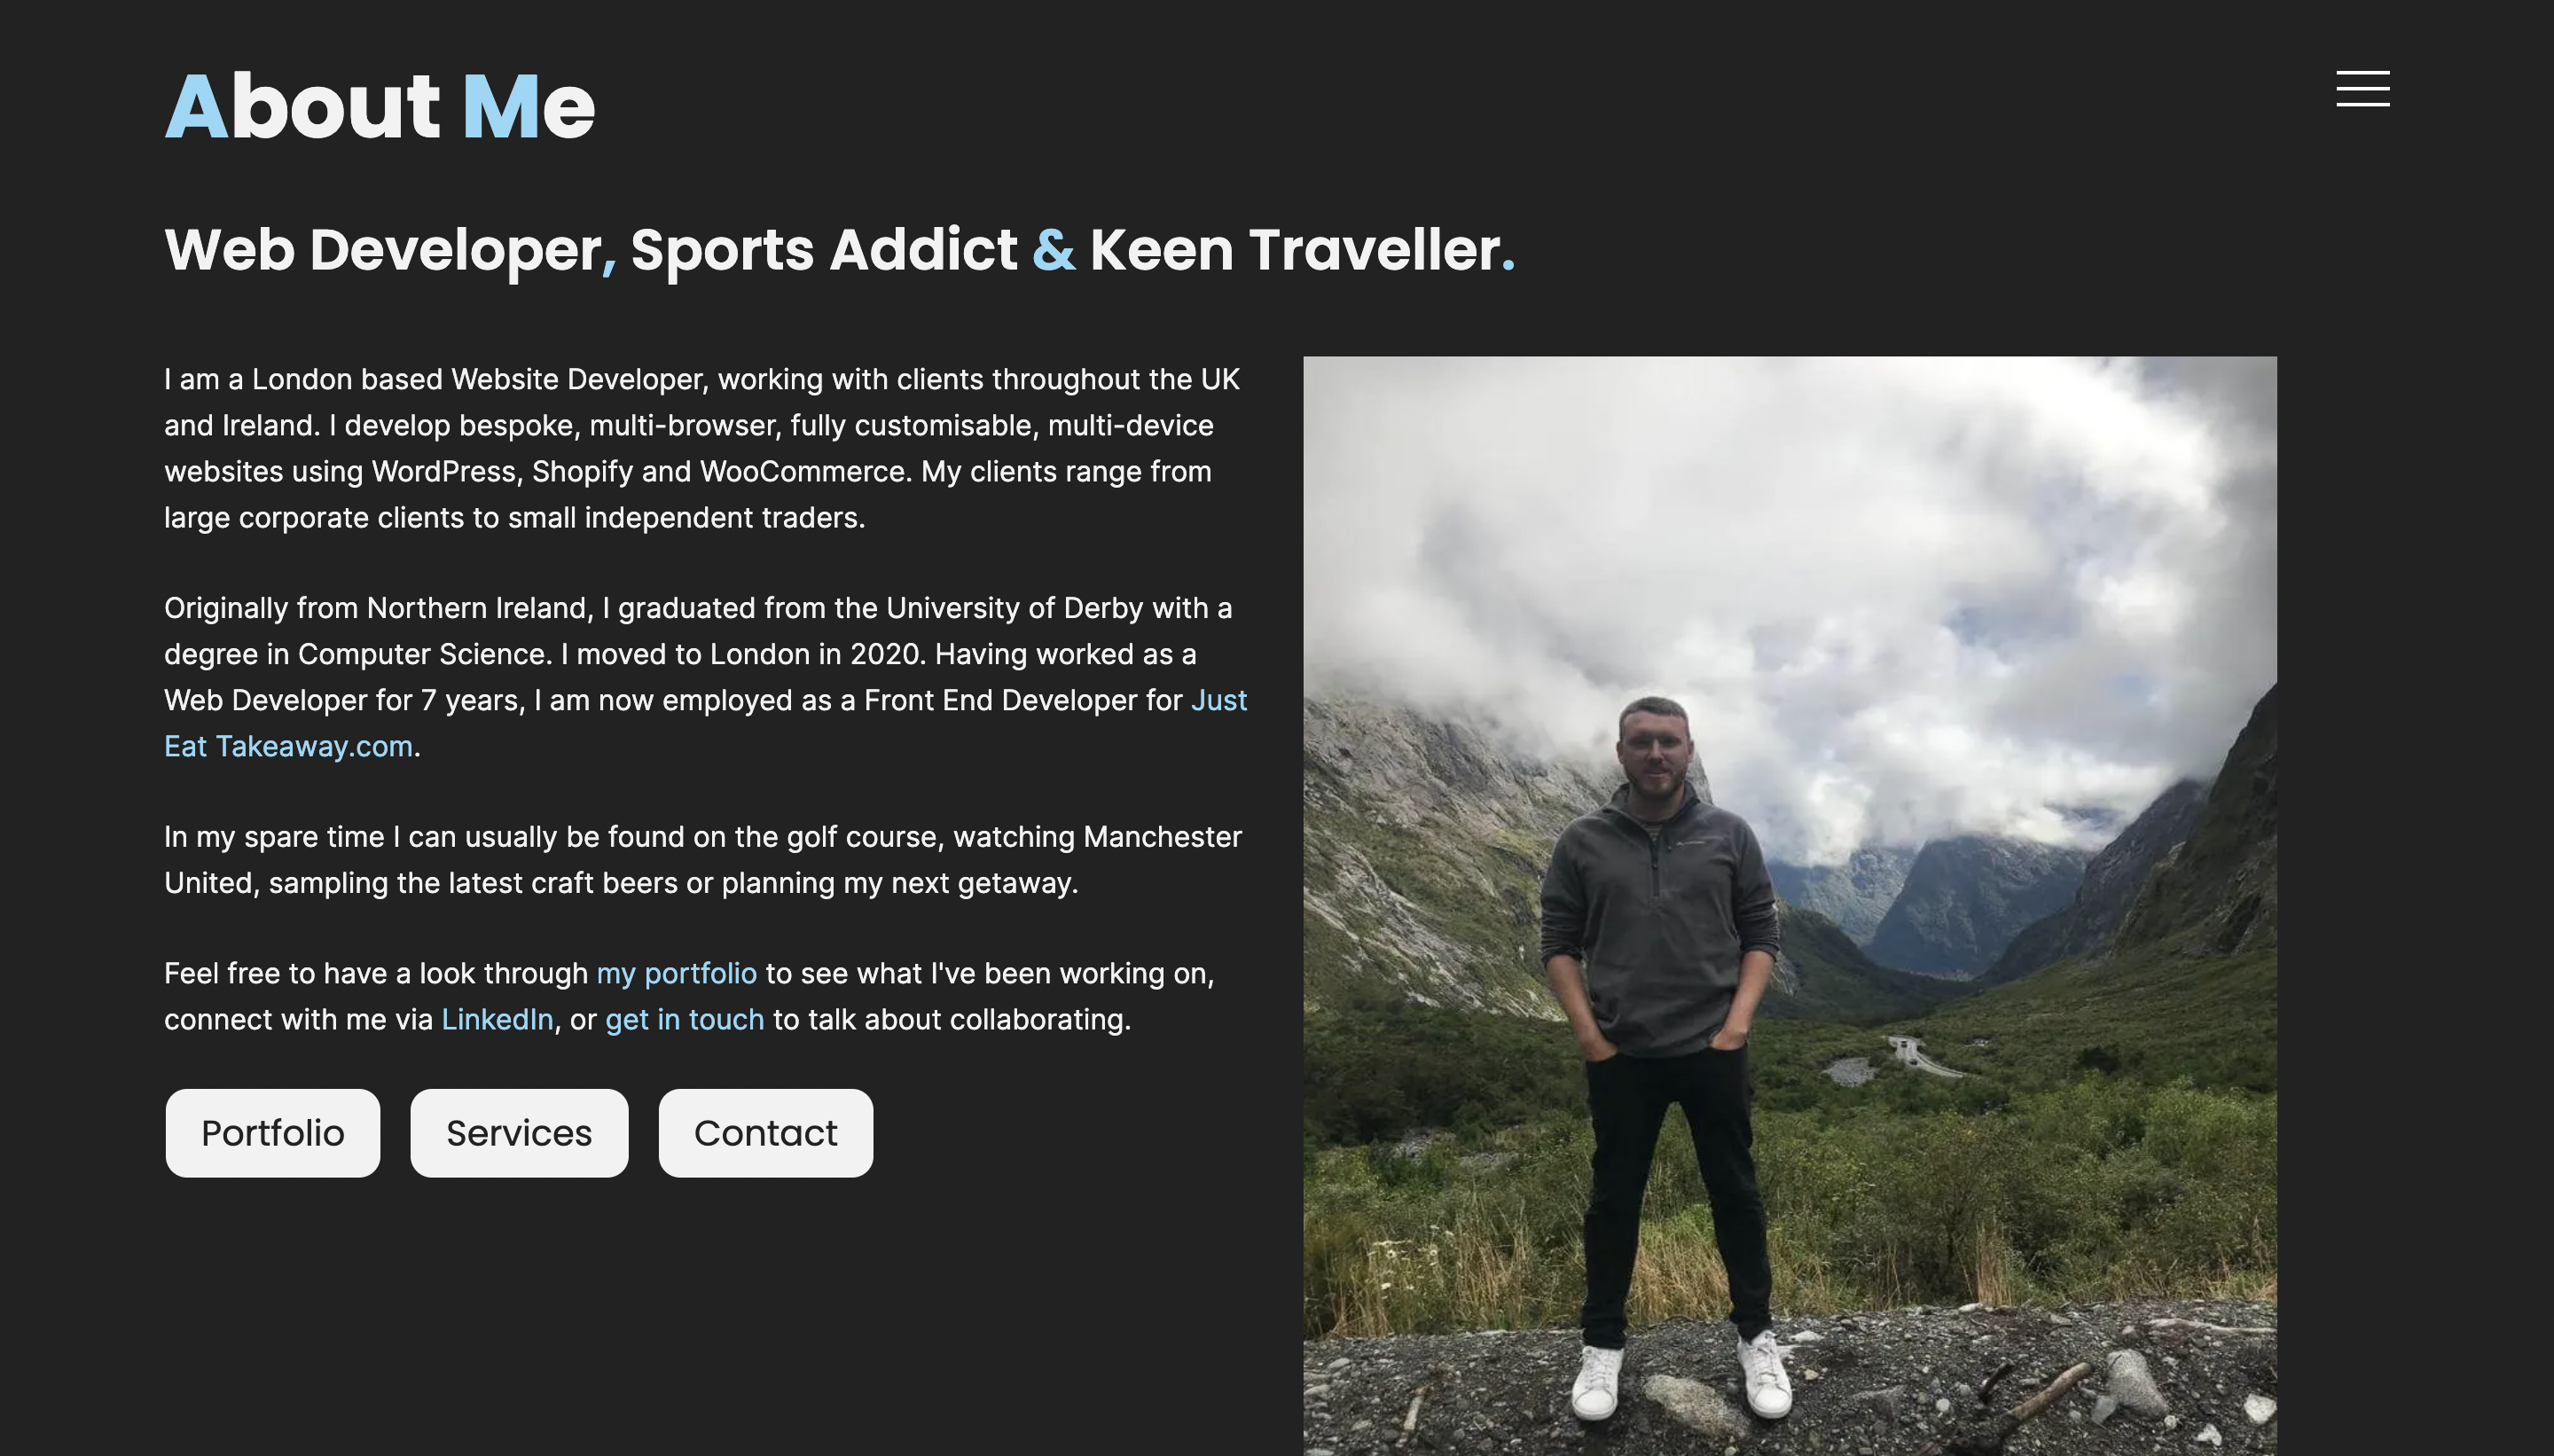 About Me
Web Developer, Sports Addict & Keen Traveller.
I am a London based Website Developer, working with clients throughout the UK
and Ireland. I develop bespoke, multi-browser, fully customisable, multi-device
websites using WordPress, Shopify and WooCommerce. My clients range from
large corporate clients to small independent traders.
Originally from Northern Ireland, I graduated from the University of Derby with a
degree in Computer Science. I moved to London in 2020. Having worked as a
Web Developer for 7 years, I am now employed as a Front End Developer for Just
Eat Takeaway.com.
In my spare time I can usually be found on the golf course, watching Manchester
United, sampling the latest craft beers or planning my next getaway.
Feel free to have a look through my portfolio to see what I've been working on,
connect with me via LinkedIn, or get in touch to talk about collaborating.
Portfolio
Services
Contact